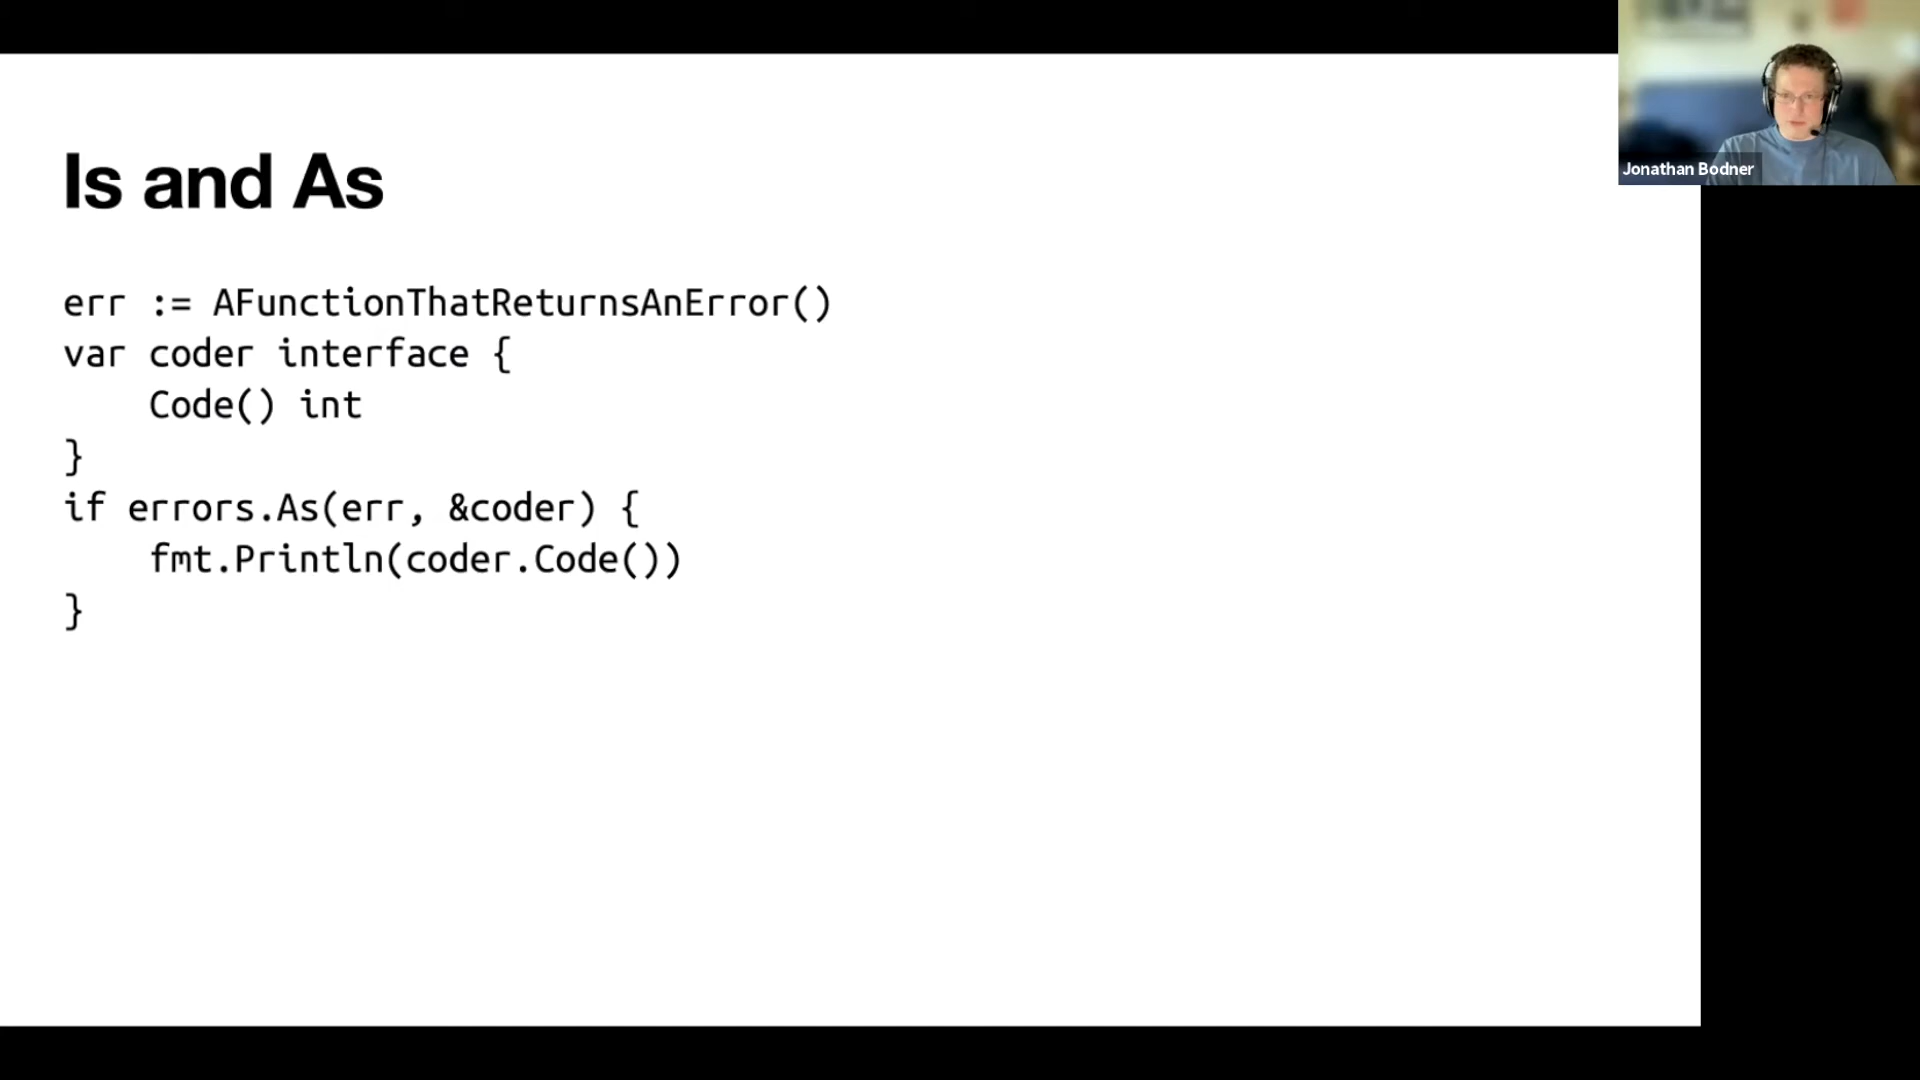 Is and As
err := AFunctionThatReturnsAnError()
var coder interface {
    Code() int
}
if errors.As(err, &coder) {
    fmt.Println(coder.Code())
}
Jonathan Bodner